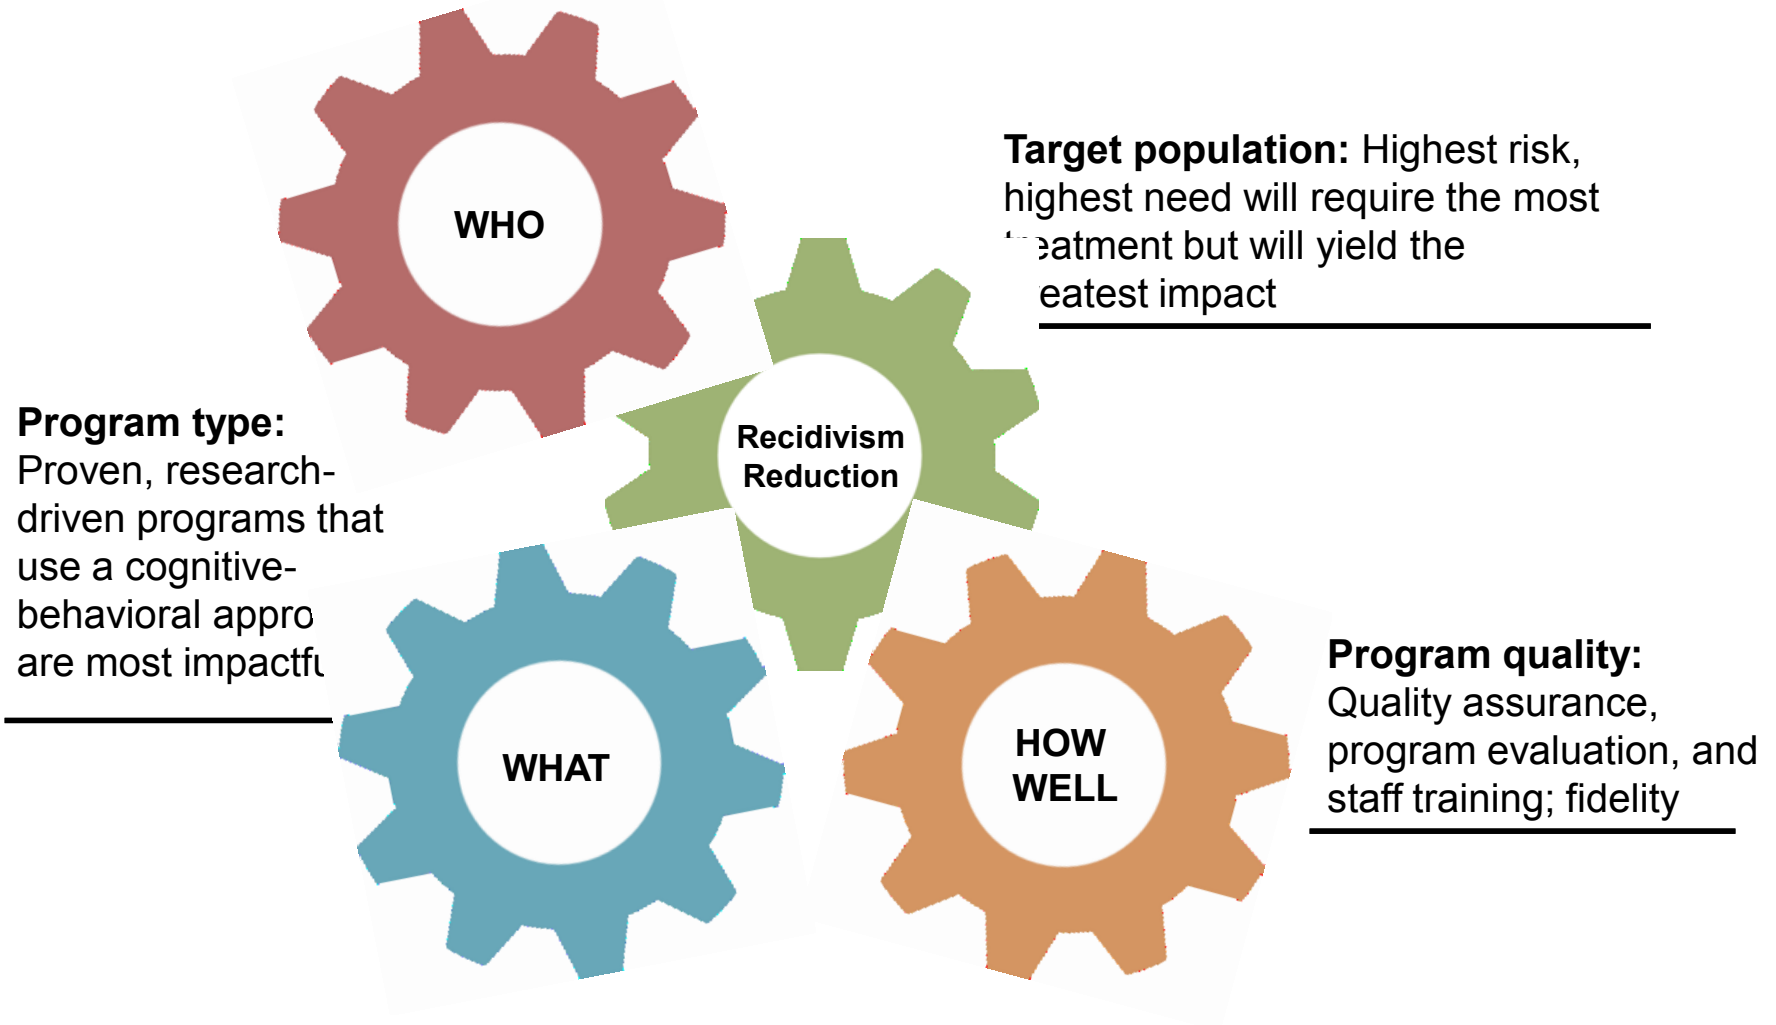 WHO
Target population: Highest risk,
highest need will require the most
treatment but will yield the
eatest impact
Program type:
Proven, research-
driven programs that
use a cognitive-
behavioral appro
are most impactfu
Recidivism
Reduction
WHAT
HOW
WELL
Program quality:
Quality assurance,
program evaluation, and
staff training; fidelity